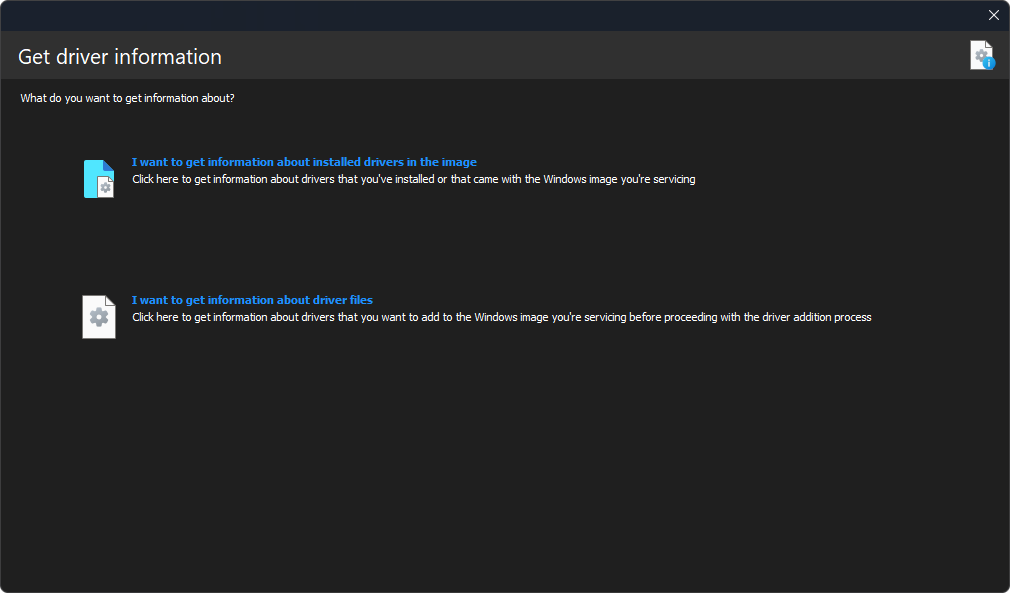 Get driver information
What do you want to get information about?
I want to get information about installed drivers in the image
Click here to get information about drivers that you've installed or that came with the Windows image you're servicing
I want to get information about driver files
Click here to get information about drivers that you want to add to the Windows image you're servicing before proceeding with the driver addition process